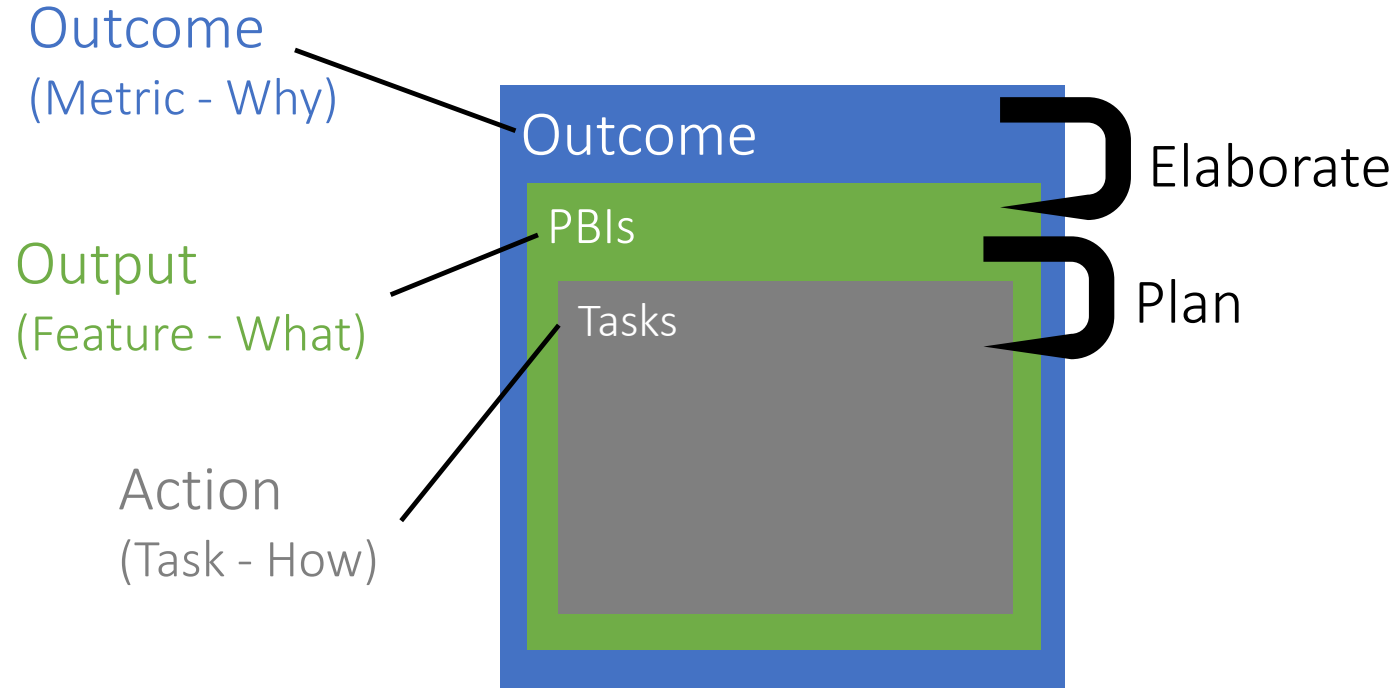 Outcome
(Metric - Why)
Outcome
Elaborate
PBIs
Output
(Feature - What)
Plan
Tasks
Action
(Task - How)